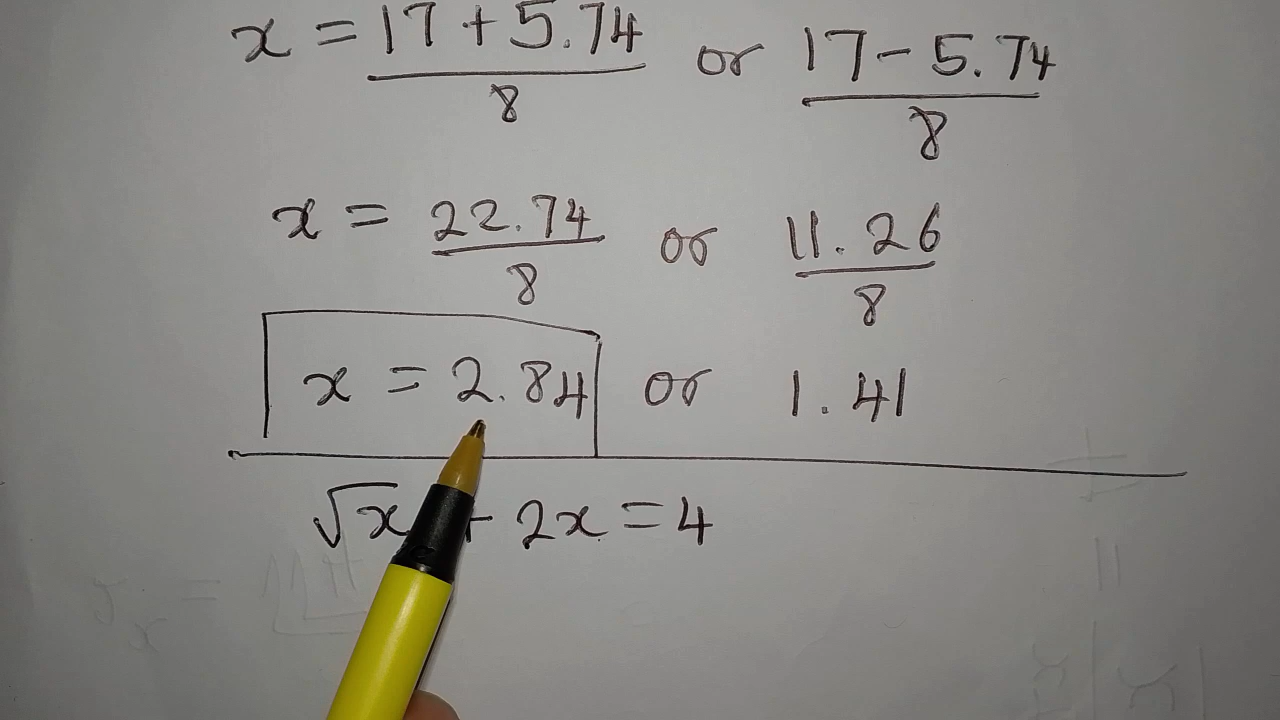 x = 17 + 5.74 / 8 or 17 - 5.74 / 8
x = 22.74 / 8 or 11.26 / 8
x = 2.84 or 1.41
√x + 2x = 4